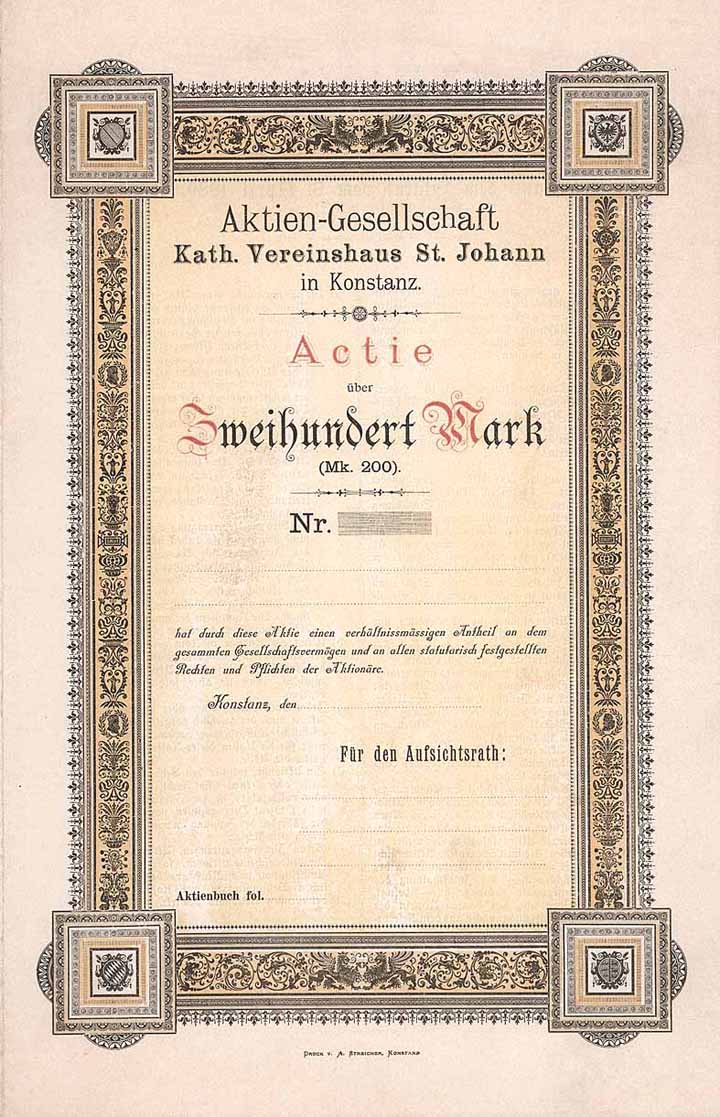 Aktien-Gesellschaft
Kath. Vereinshaus St. Johann
in Konstanz.
Actie
über
Zweihundert Mark
(Mk. 200).
Nr.
hat durch diese Aktie einen verhältnissmässigen Antheil an dem
gesammten Gesellschaftsvermögen und an allen statutarisch festgestellten
Rechten und Pflichten der Aktionäre.
Konstanz, den
Für den Aufsichtsrath:
Aktienbuch fol.
Druck v. A. Streicher, Konstanz